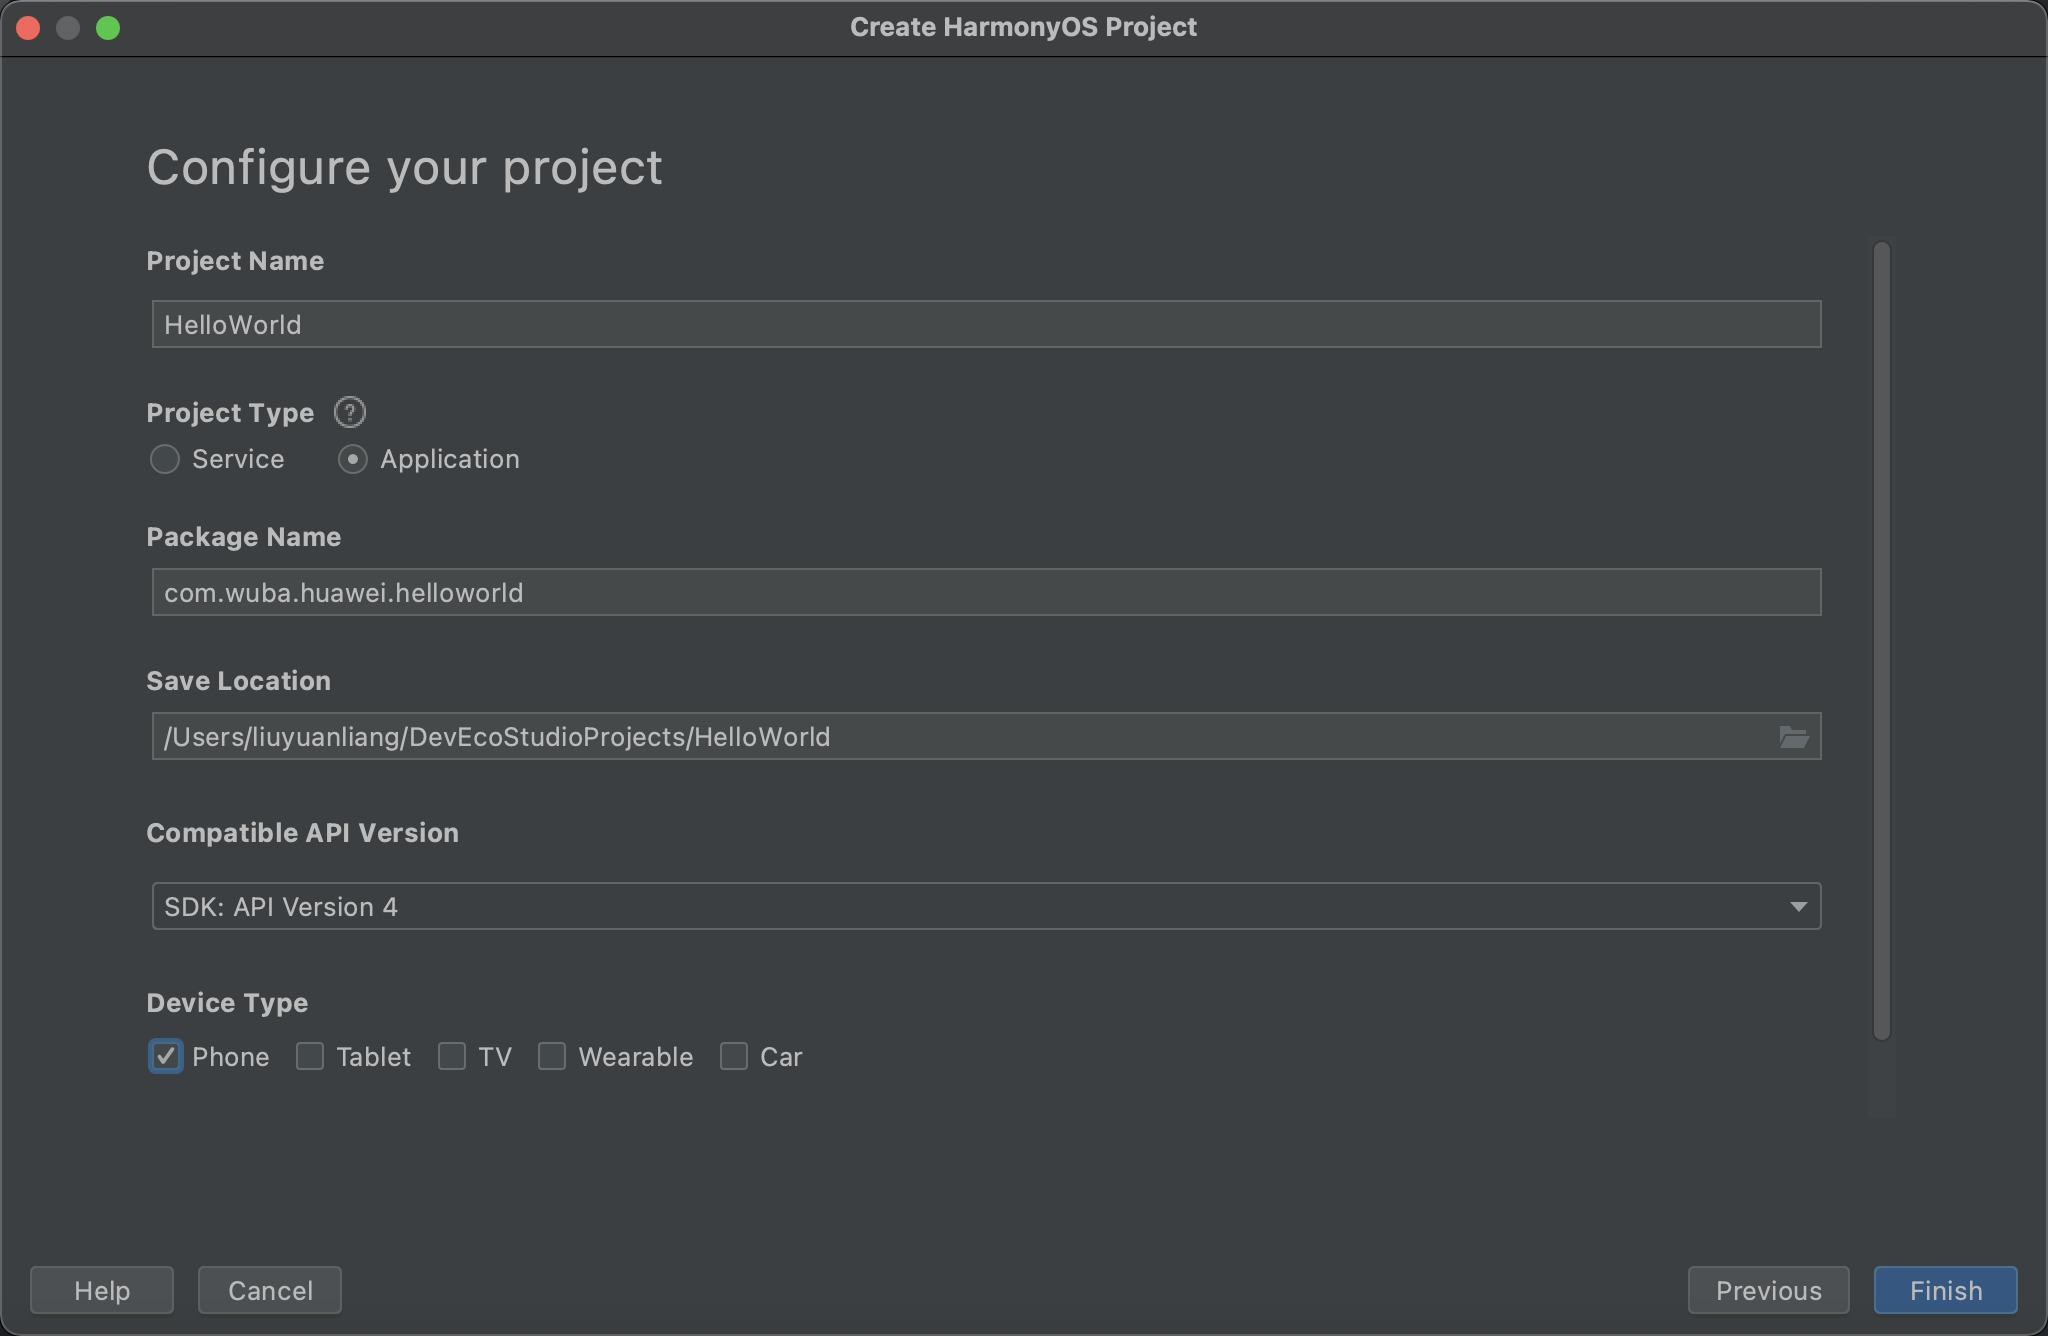 Create HarmonyOS Project
Configure your project
Project Name
HelloWorld
Project Type ?
Service Application
Package Name
com.wuba.huawei.helloworld
Save Location
/Users/liuyuanliang/DevEcoStudioProjects/HelloWorld
Compatible API Version
SDK: API Version 4
Device Type
Phone Tablet TV Wearable Car
Help Cancel Previous Finish